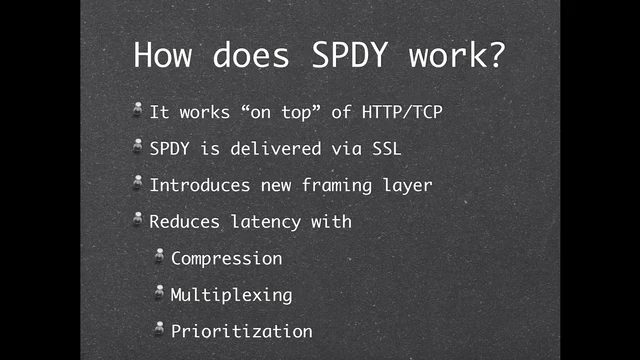 How does SPDY work?
It works “on top” of HTTP/TCP
SPDY is delivered via SSL
Introduces new framing layer
Reduces latency with
Compression
Multiplexing
Prioritization